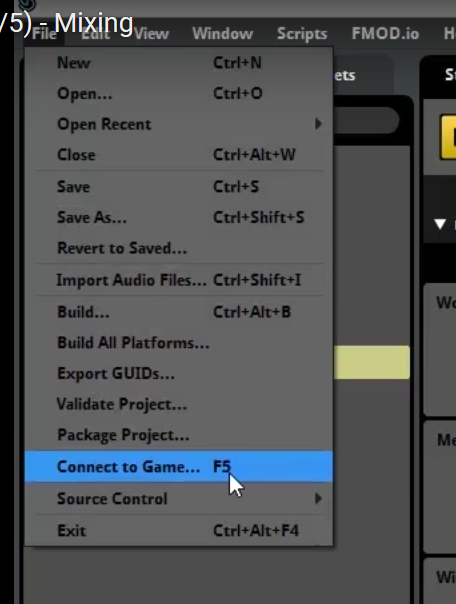 /5) - Mixing
File Edit View Window Scripts FMOD.io
ets
New Ctrl+N
Open... Ctrl+O
Open Recent
Close Ctrl+Alt+W
Save Ctrl+S
Save As... Ctrl+Shift+S
Revert to Saved...
Import Audio Files... Ctrl+Shift+I
Build... Ctrl+Alt+B
Build All Platforms...
Export GUIDs...
Validate Project...
Package Project...
Connect to Game... F5
Source Control
Exit Ctrl+Alt+F4
Me
Wi